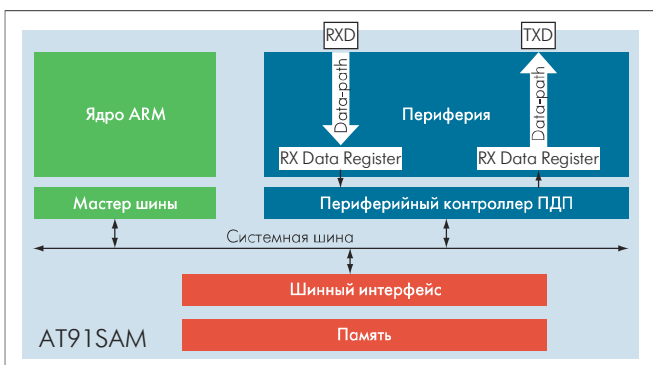 RXD
TXD
Data-path
Data-path
Ядро ARM
Периферия
RX Data Register
RX Data Register
Мастер шины
Периферийный контроллер ПДП
Системная шина
Шинный интерфейс
AT91SAM
Память